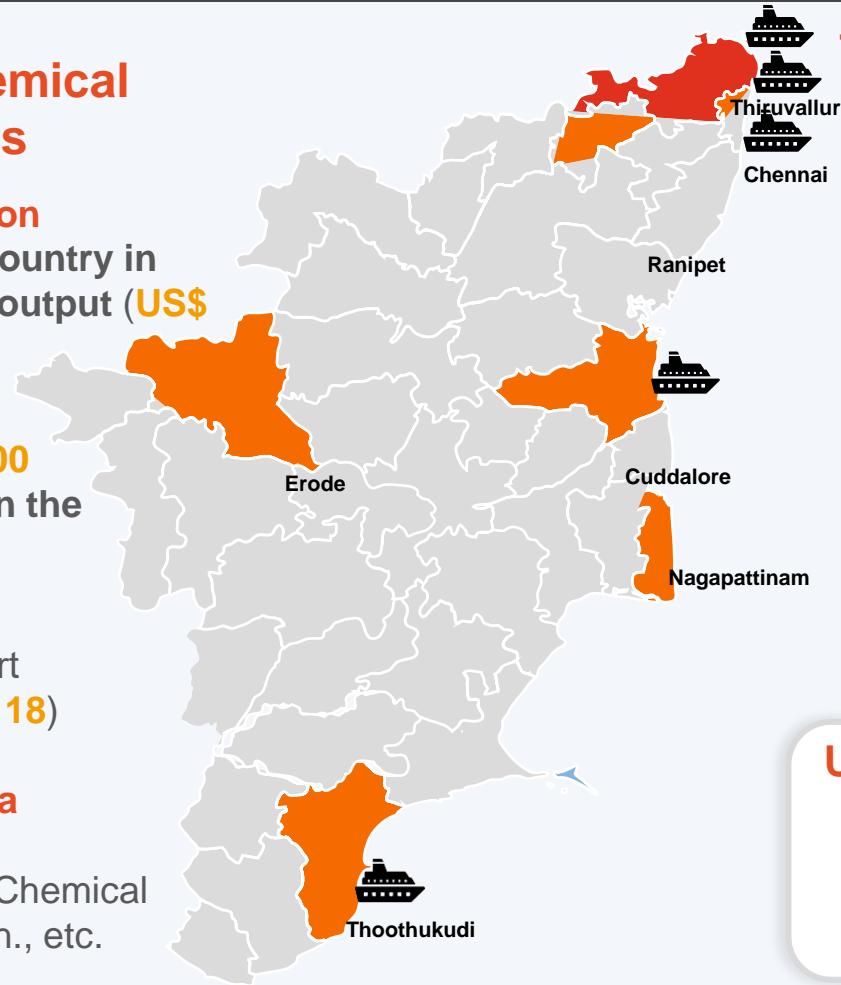 emical
s
on
ountry in
output (US$
00
n the
rt
18)
a
Chemical
n., etc.
Thiruvallur
Chennai
Ranipet
Erode
Cuddalore
Nagapattinam
Thoothukudi
U